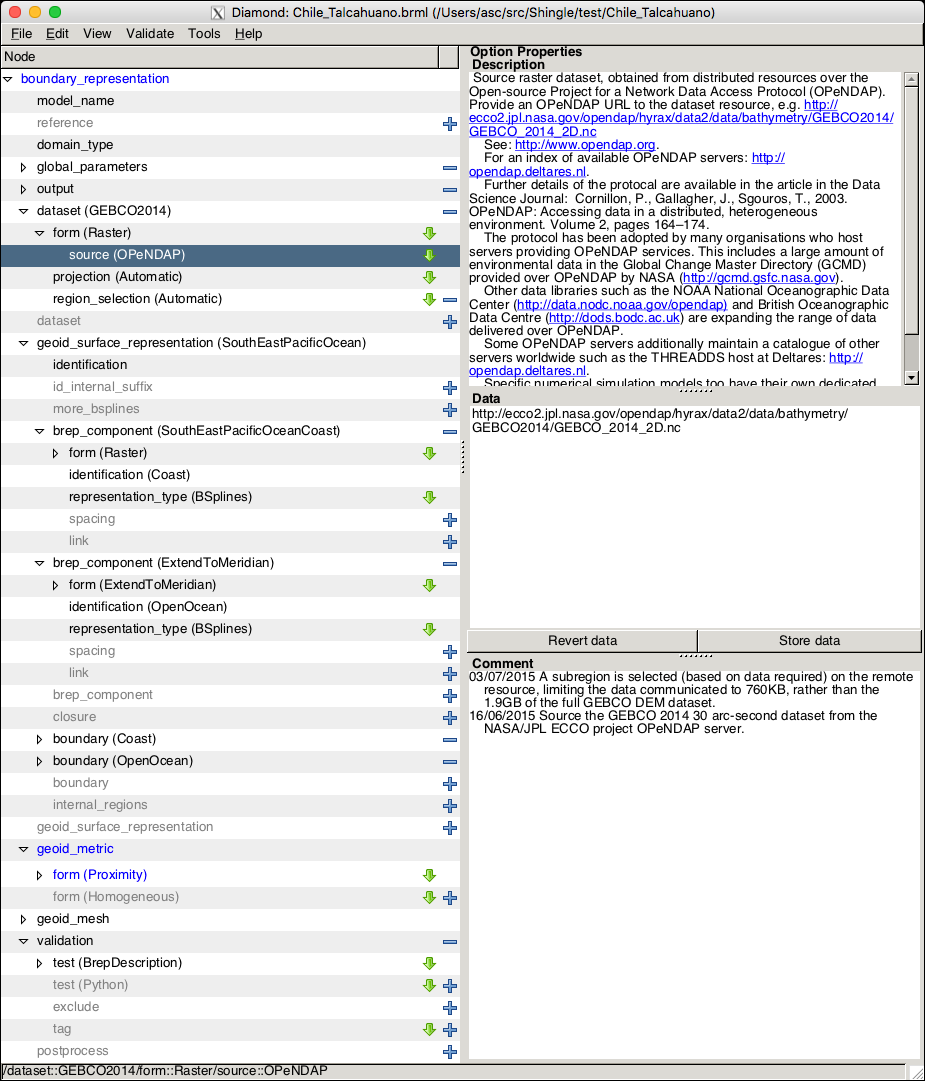 Diamond: Chile_Talcahuano.brml (/Users/asc/src/Shingle/test/Chile_Talcahuano)
File Edit View Validate Tools Help
Node
boundary_representation
model_name
reference
domain_type
global_parameters
output
dataset (GEBCO2014)
form (Raster)
source (OPeNDAP)
projection (Automatic)
region_selection (Automatic)
dataset
geoid_surface_representation (SouthEastPacificOcean)
identification
id_internal_suffix
more_bsplines
brep_component (SouthEastPacificOceanCoast)
form (Raster)
identification (Coast)
representation_type (BSplines)
spacing
link
brep_component (ExtendToMeridian)
form (ExtendToMeridian)
identification (OpenOcean)
representation_type (BSplines)
spacing
link
brep_component
closure
boundary (Coast)
boundary (OpenOcean)
boundary
internal_regions
geoid_surface_representation
geoid_metric
form (Proximity)
form (Homogeneous)
geoid_mesh
validation
test (BrepDescription)
test (Python)
exclude
tag
postprocess
Option Properties
Description
Source raster dataset, obtained from distributed resources over the
Open-source Project for a Network Data Access Protocol (OPeNDAP).
Provide an OPeNDAP URL to the dataset resource, e.g. http://
ecco2.jpl.nasa.gov/opendap/hyrax/data2/data/bathymetry/GEBCO2014/
GEBCO_2014_2D.nc
See: http://www.opendap.org.
For an index of available OPeNDAP servers: http://
opendap.deltares.nl.
Further details of the protocal are available in the article in the Data
Science Journal: Cornillon, P., Gallagher, J., Sgouros, T., 2003.
OPeNDAP: Accessing data in a distributed, heterogeneous
environment. Volume 2, pages 164–174.
The protocol has been adopted by many organisations who host
servers providing OPeNDAP services. This includes a large amount of
environmental data in the Global Change Master Directory (GCMD)
provided over OPeNDAP by NASA (http://gcmd.gsfc.nasa.gov).
Other data libraries such as the NOAA National Oceanographic Data
Center (http://data.nodc.noaa.gov/opendap) and British Oceanographic
Data Centre (http://dods.bodc.ac.uk) are expanding the range of data
delivered over OPeNDAP.
Some OPeNDAP servers additionally maintain a catalogue of other
servers worldwide such as the THREADDS host at Deltares: http://
opendap.deltares.nl.
Specific numerical simulation models too have their own dedicated
Data
http://ecco2.jpl.nasa.gov/opendap/hyrax/data2/data/bathymetry/
GEBCO2014/GEBCO_2014_2D.nc
Revert data Store data
Comment
03/07/2015 A subregion is selected (based on data required) on the remote
resource, limiting the data communicated to 760KB, rather than the
1.9GB of the full GEBCO DEM dataset.
16/06/2015 Source the GEBCO 2014 30 arc-second dataset from the
NASA/JPL ECCO project OPeNDAP server.
/dataset::GEBCO2014/form::Raster/source::OPeNDAP